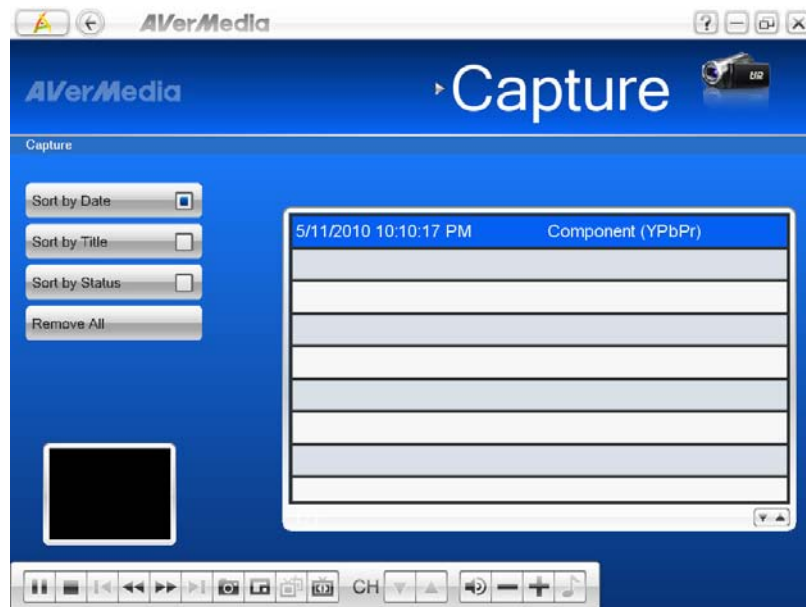 AVerMedia
AVerMedia
Capture
Capture
Sort by Date
Sort by Title
Sort by Status
Remove All
5/11/2010 10:10:17 PM Component (YPbPr)
CH